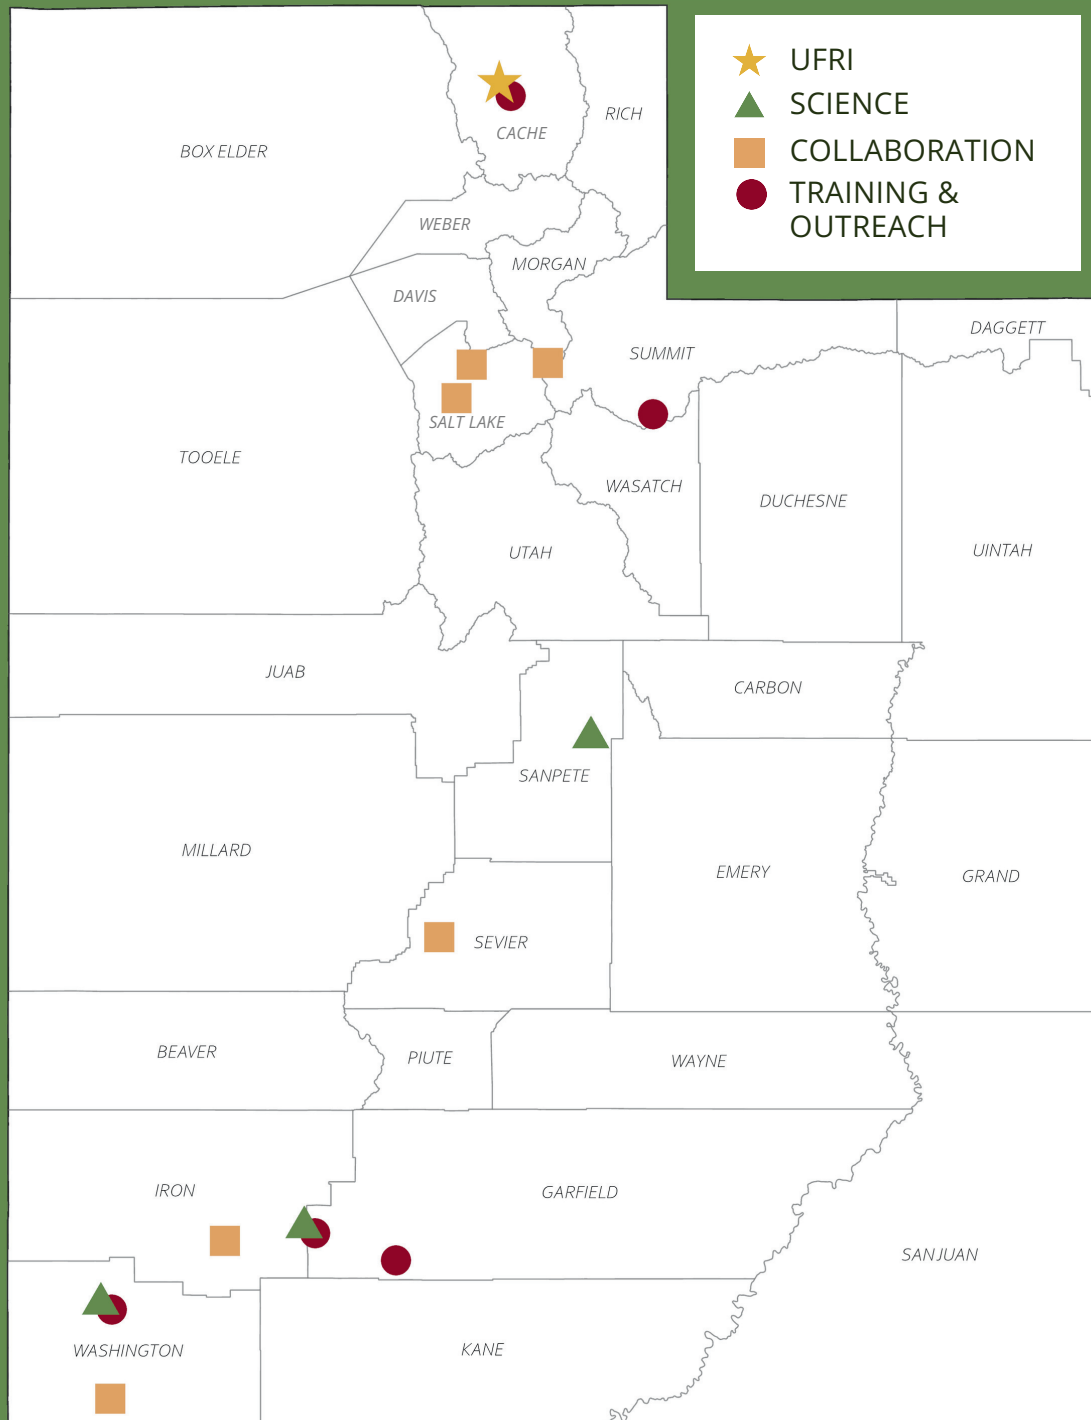 UFRI
SCIENCE
COLLABORATION
TRAINING &
OUTREACH
CACHE
RICH
BOX ELDER
WEBER
MORGAN
DAVIS
DAGGETT
SUMMIT
SALT LAKE
TOOELE
WASATCH
DUCHESNE
UTAH
UINTAH
JUAB
CARBON
SANPETE
MILLARD
EMERY
GRAND
SEVIER
BEAVER
PIUTE
WAYNE
IRON
GARFIELD
SANJUAN
WASHINGTON
KANE